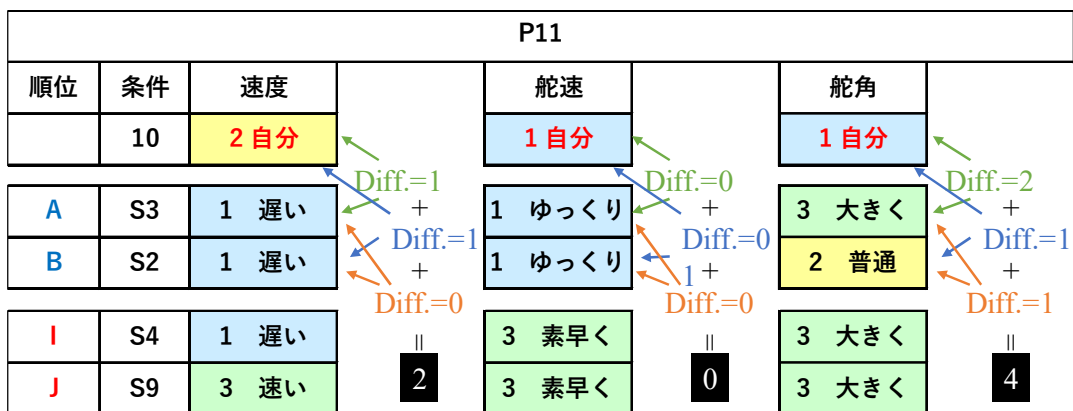 P11
順位 条件 速度 舵速 舵角
10 2 自分 1 自分 1 自分
Diff.=1 Diff.=0 Diff.=2
A S3 1 遅い + 1 ゆっくり + 3 大きく +
Diff.=1 Diff.=0 Diff.=1
B S2 1 遅い + 1 ゆっくり 1 + 2 普通 +
Diff.=0 Diff.=0 Diff.=1
I S4 1 遅い = 3 素早く = 3 大きく =
J S9 3 速い 2 3 素早く 0 3 大きく 4